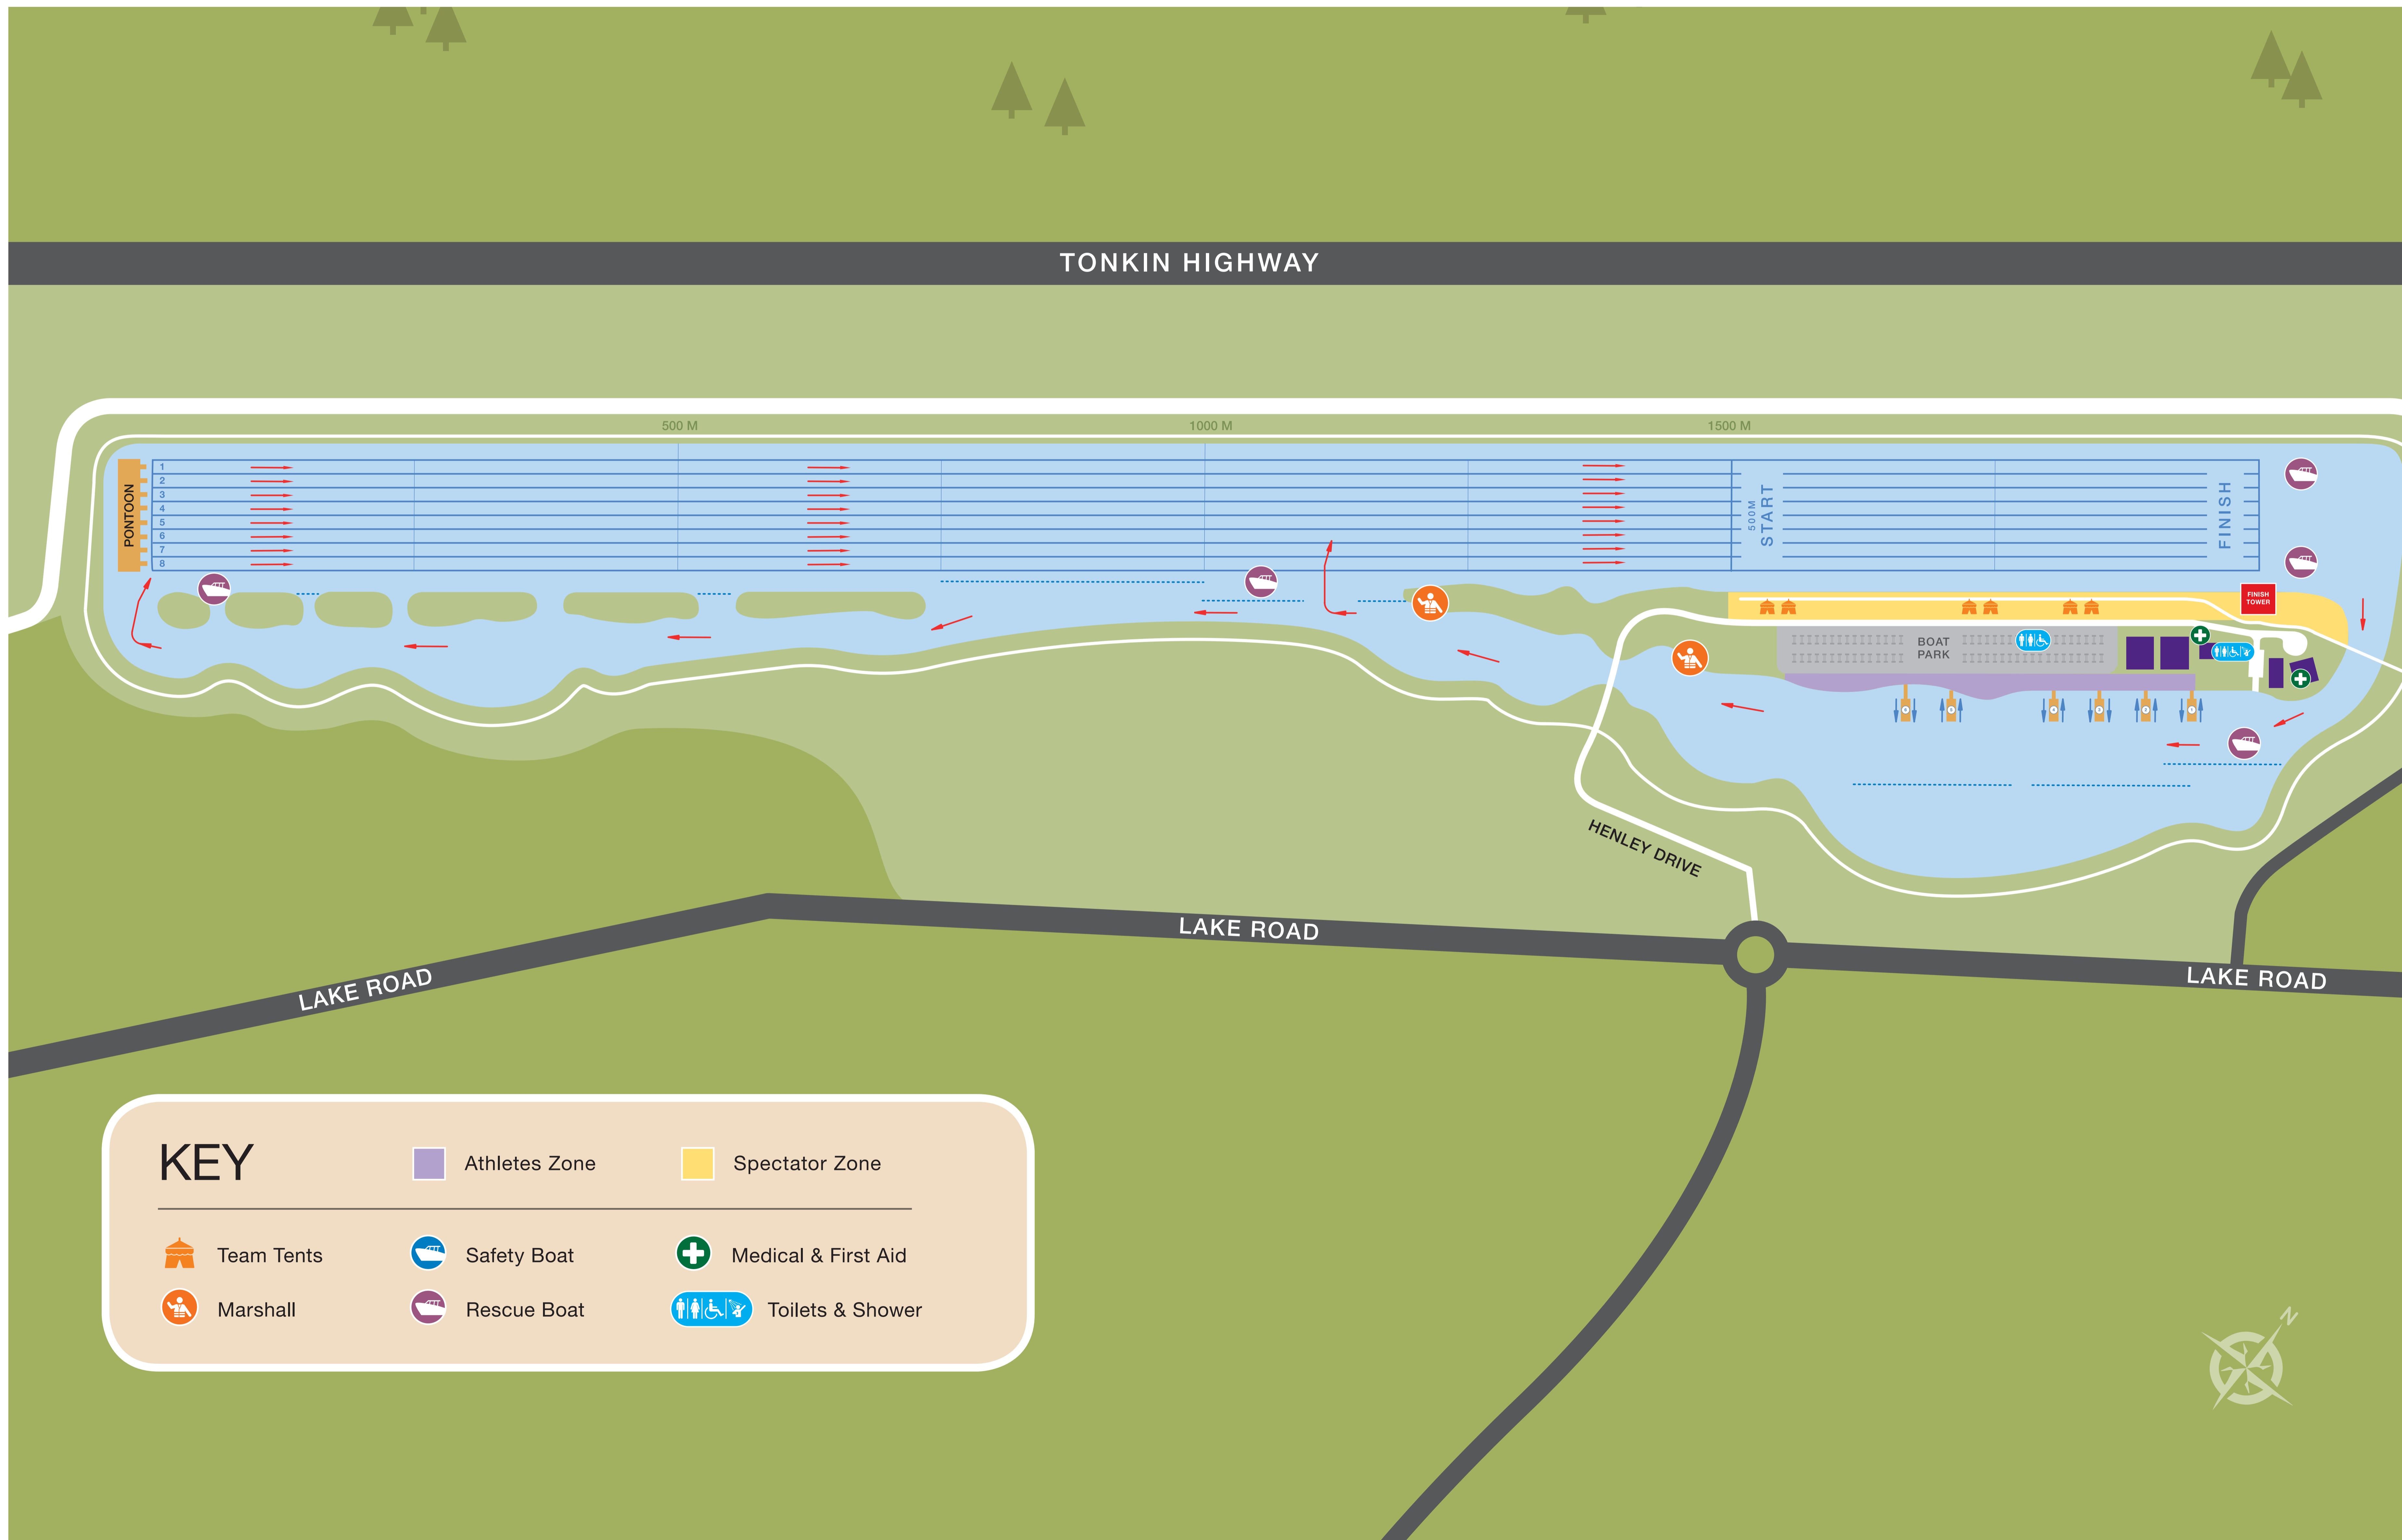 TONKIN HIGHWAY
500 M
1000 M
1500 M
PONTOON
1
2
3
4
5
6
7
8
500M
START
FINISH
FINISH
TOWER
BOAT
PARK
HENLEY DRIVE
LAKE ROAD
LAKE ROAD
LAKE ROAD
KEY
Athletes Zone
Spectator Zone
Team Tents
Safety Boat
Medical & First Aid
Marshall
Rescue Boat
Toilets & Shower
N